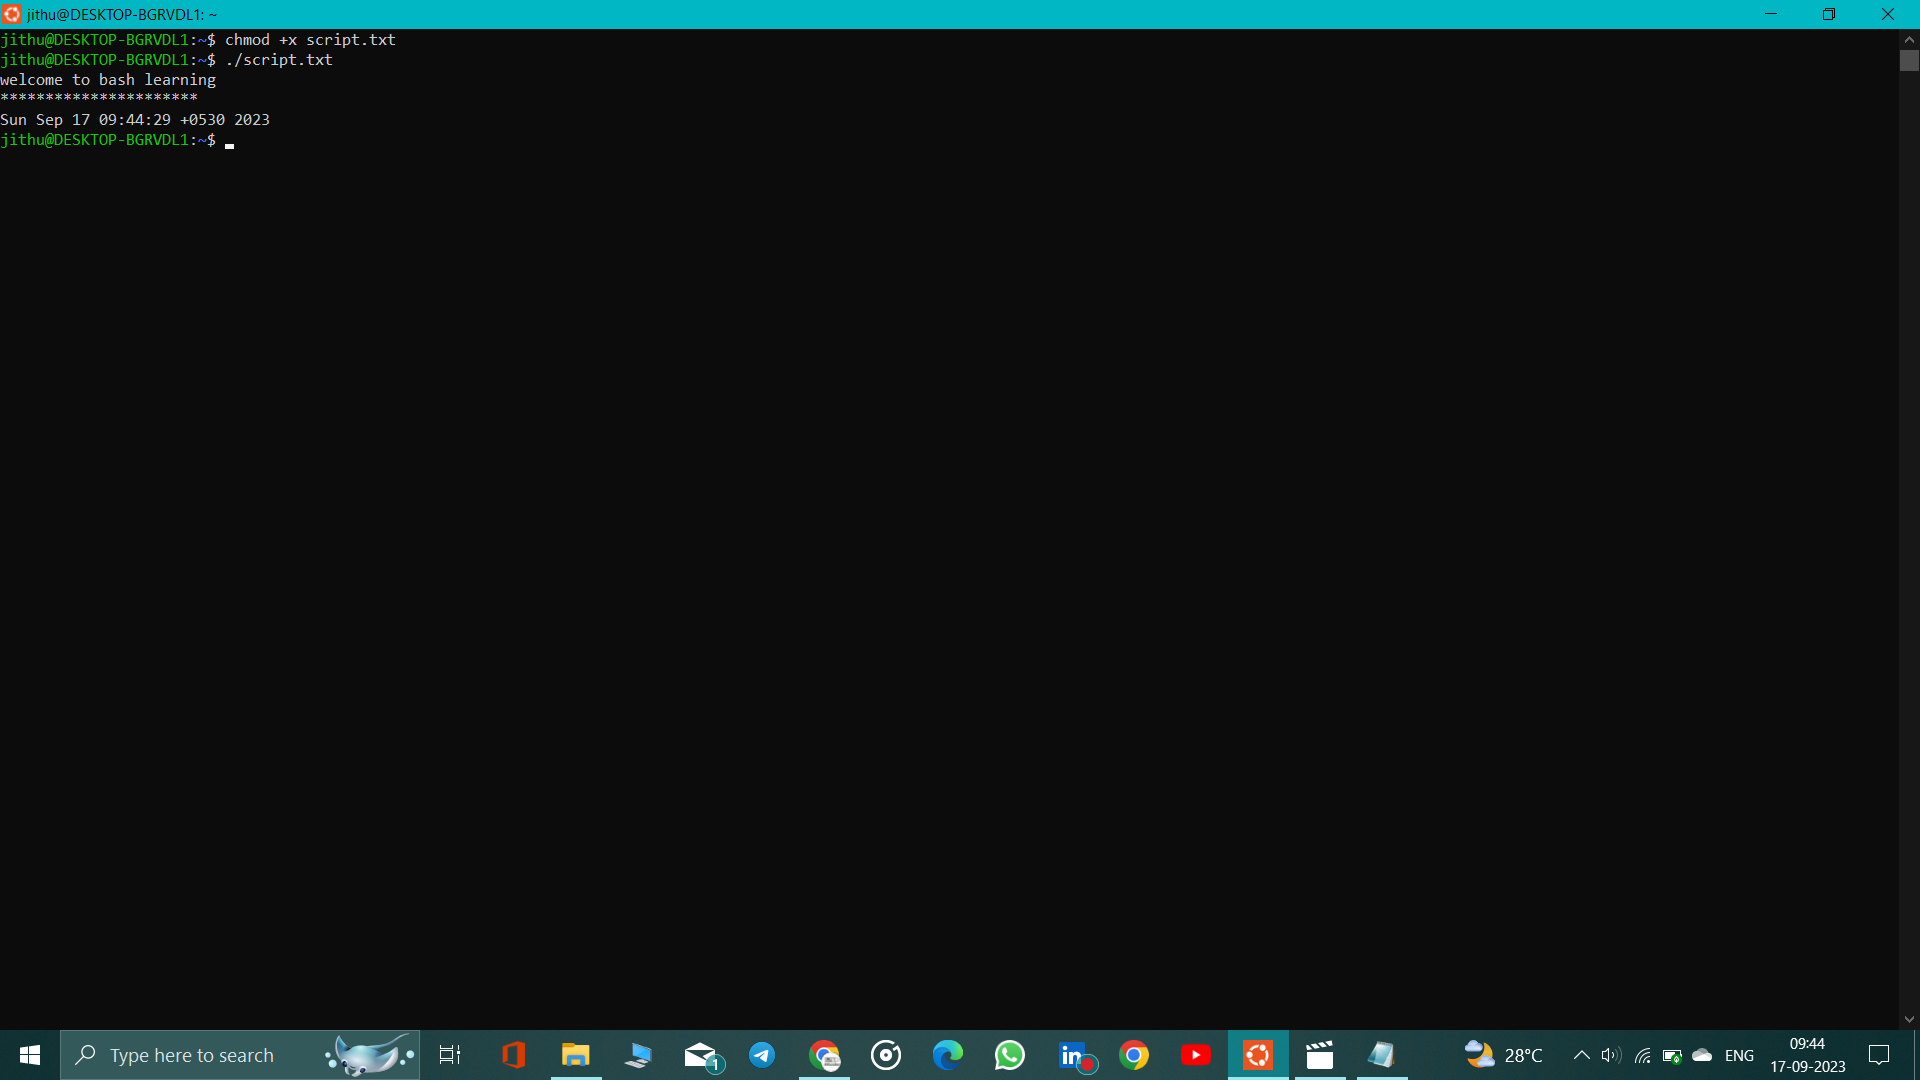 jithu@DESKTOP-BGRVDL1: ~
jithu@DESKTOP-BGRVDL1:~$ chmod +x script.txt
jithu@DESKTOP-BGRVDL1:~$ ./script.txt
welcome to bash learning
**********************
Sun Sep 17 09:44:29 +0530 2023
jithu@DESKTOP-BGRVDL1:~$
Type here to search
1
in
28°C
ENG
09:44
17-09-2023